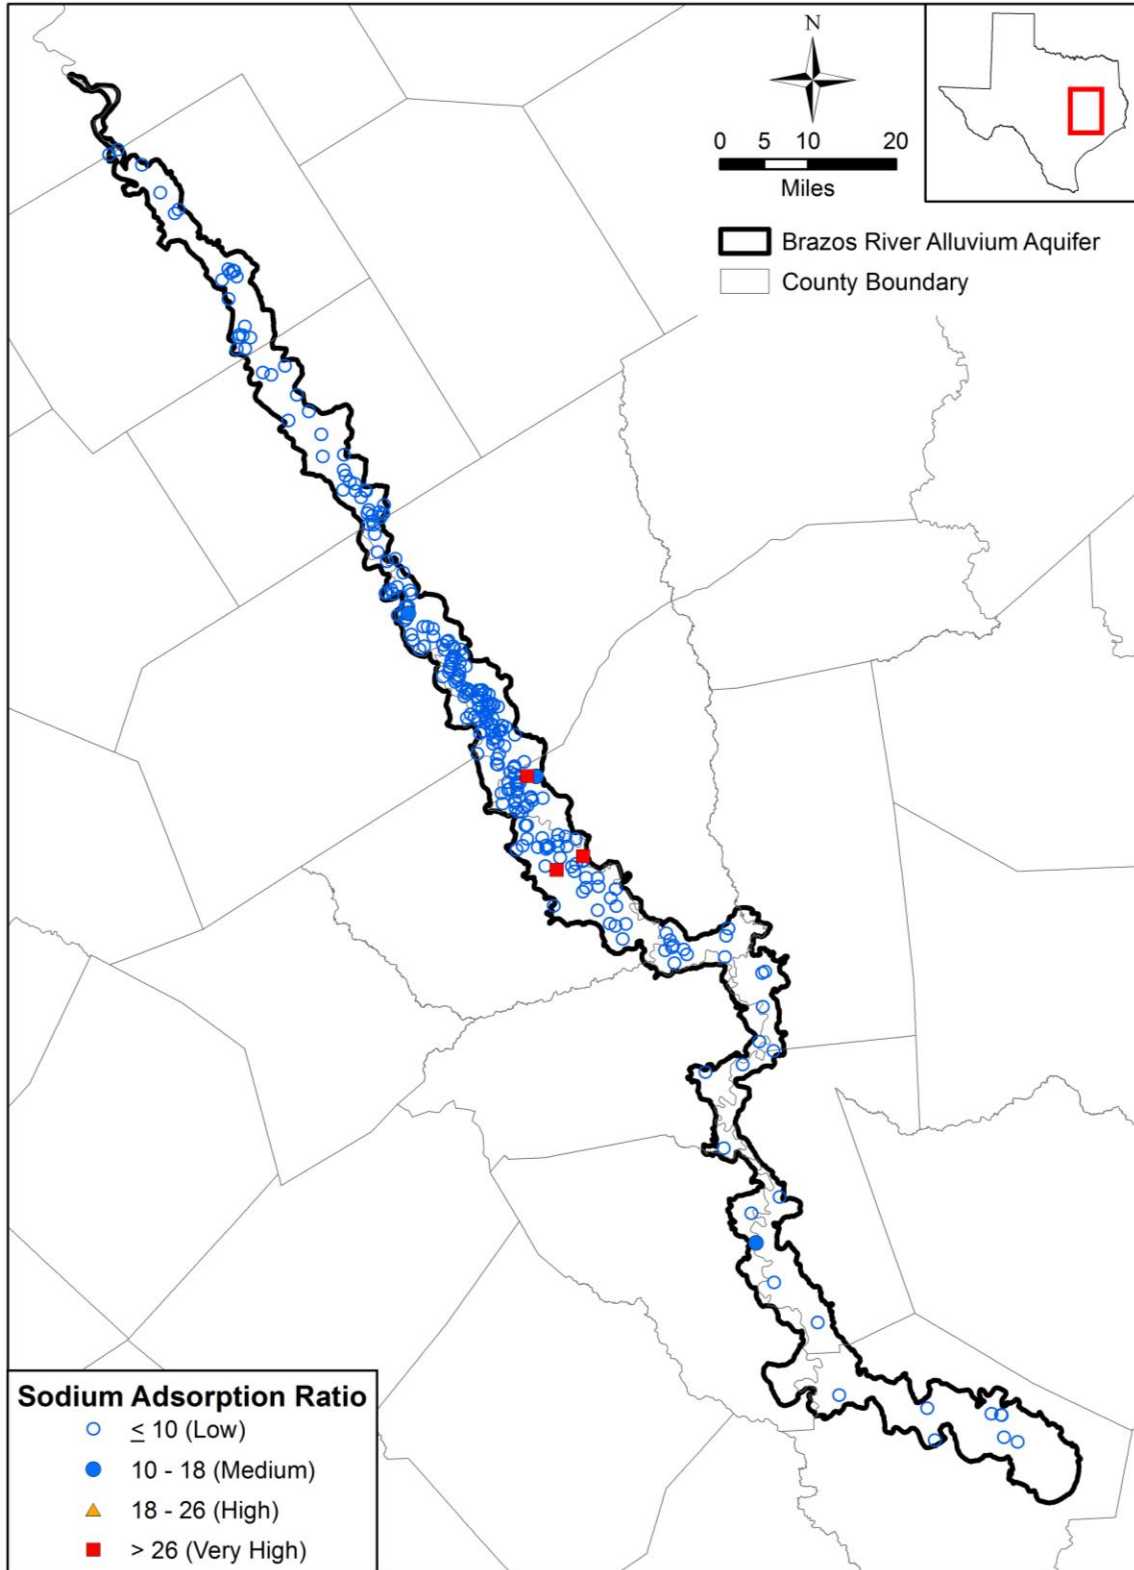 N
0 5 10 20
Miles
Brazos River Alluvium Aquifer
County Boundary
Sodium Adsorption Ratio
≤ 10 (Low)
10 - 18 (Medium)
18 - 26 (High)
> 26 (Very High)